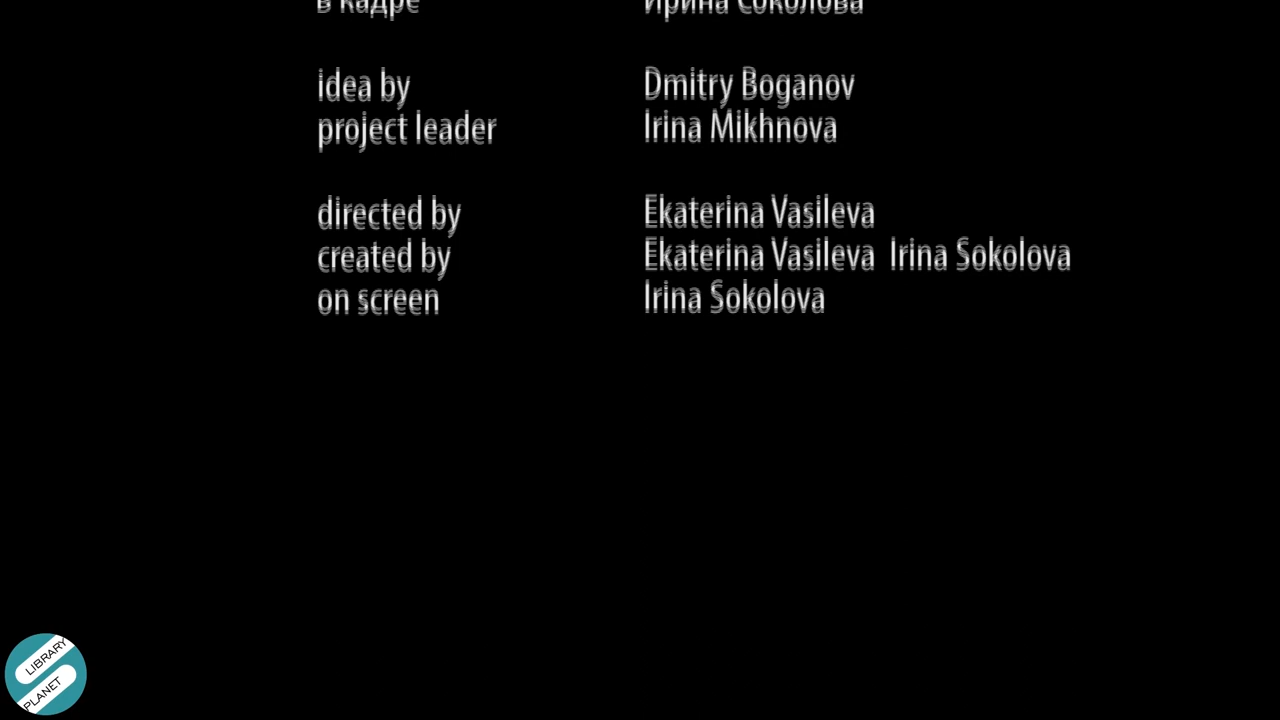 в кадре Ирина Соколова
idea by Dmitry Boganov
project leader Irina Mikhnova
directed by Ekaterina Vasileva
created by Ekaterina Vasileva Irina Sokolova
on screen Irina Sokolova
LIBRARY
PLANET